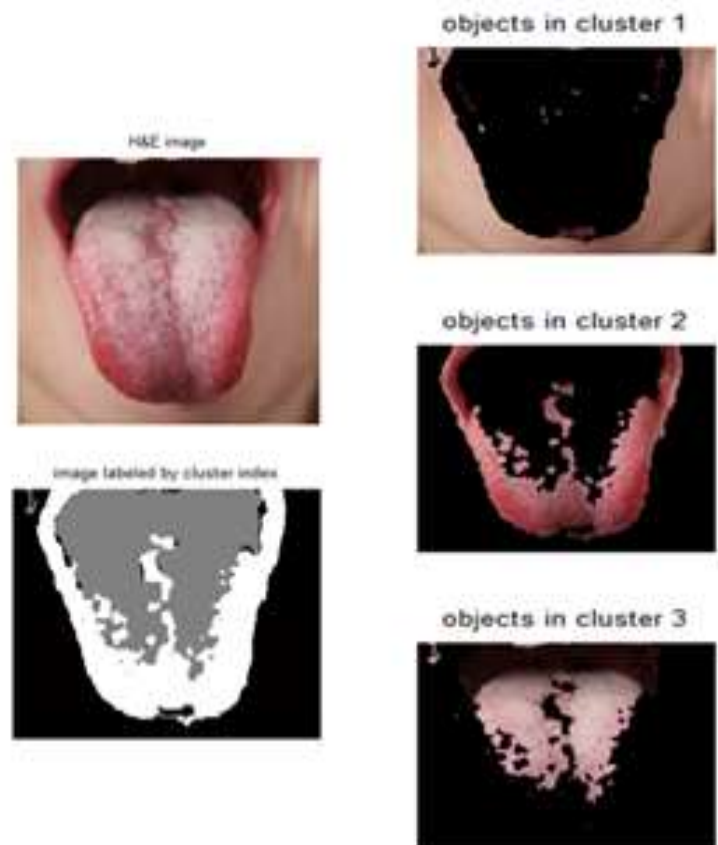 H&E image
image labeled by cluster index
objects in cluster 1
objects in cluster 2
objects in cluster 3